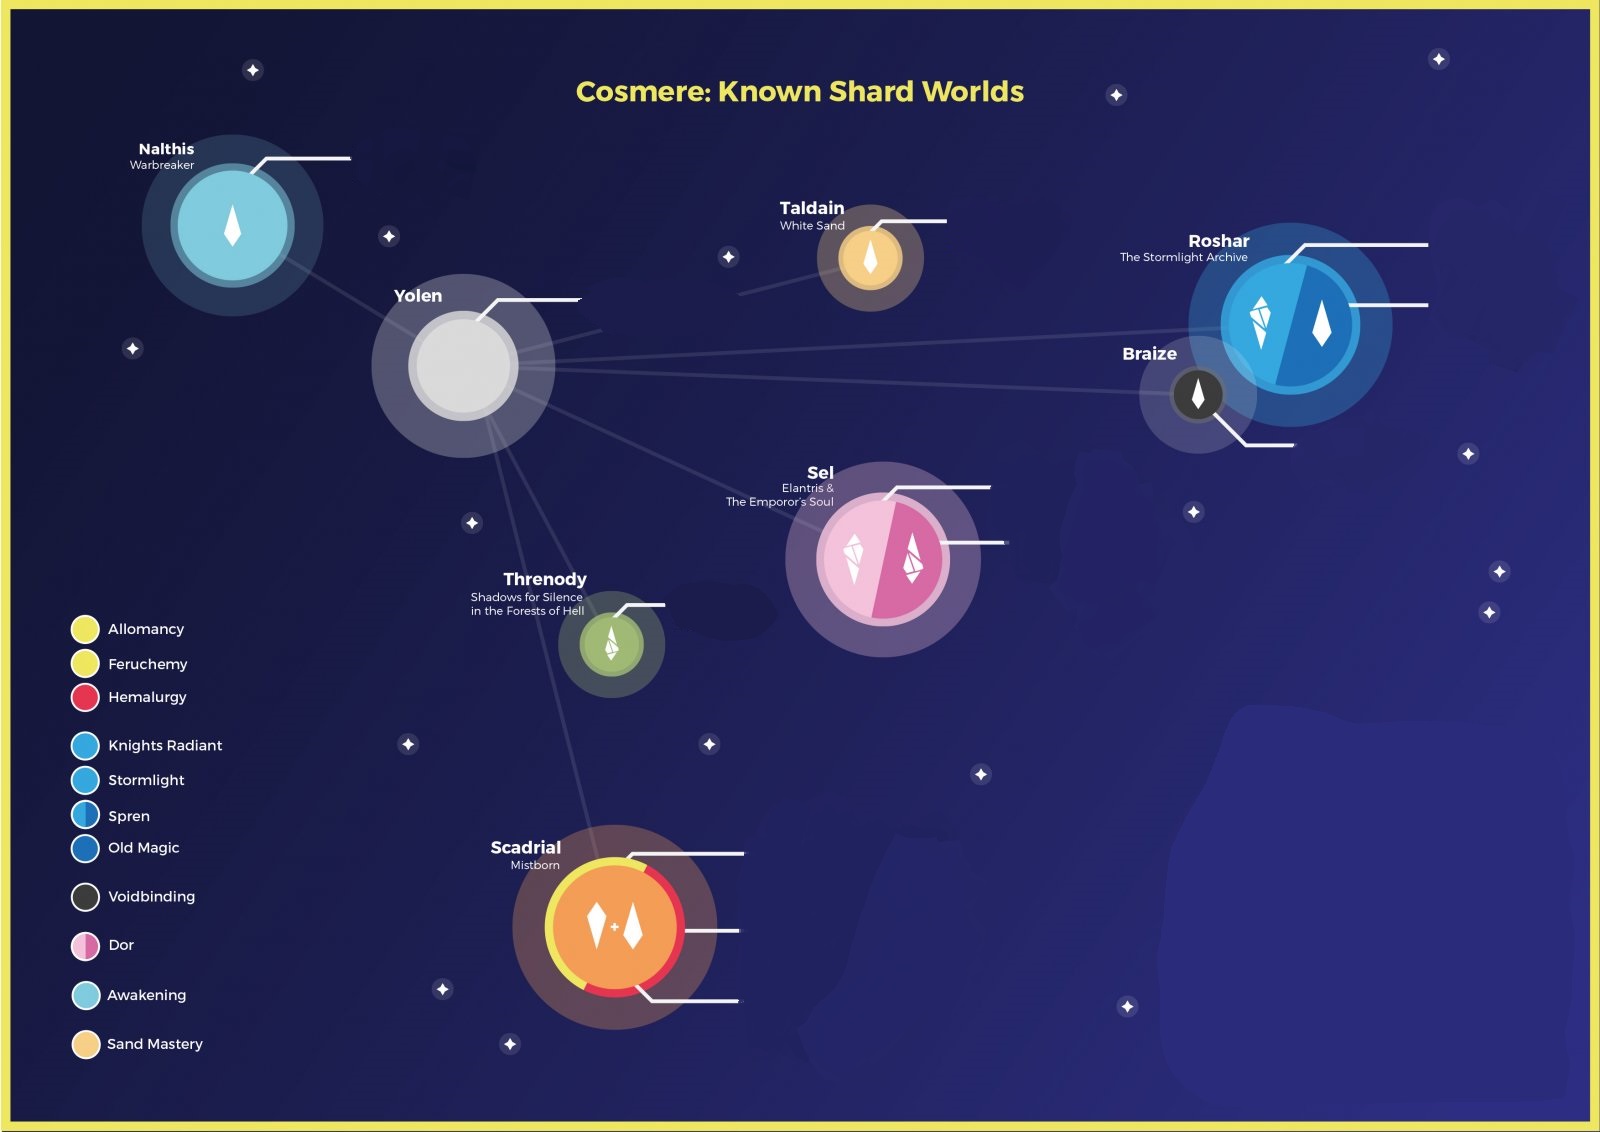 Cosmere: Known Shard Worlds
Nalthis
Warbreaker
Taldain
White Sand
Roshar
The Stormlight Archive
Yolen
Braize
Sel
Elantris &
The Emporor's Soul
Threnody
Shadows for Silence
in the Forests of Hell
Allomancy
Feruchemy
Hemalurgy
Knights Radiant
Stormlight
Spren
Old Magic
Scadrial
Mistborn
Voidbinding
Dor
Awakening
Sand Mastery